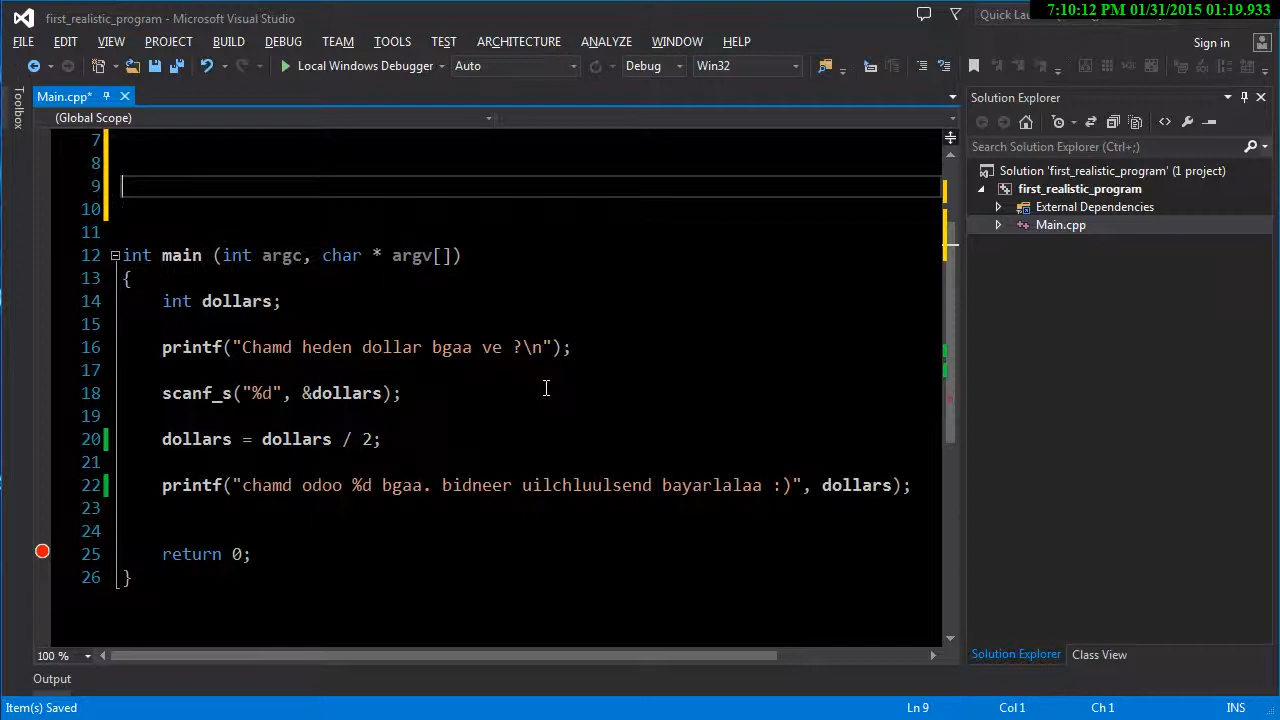 7:10:12 PM 01/31/2015 01:19.933
first_realistic_program - Microsoft Visual Studio
FILE EDIT VIEW PROJECT BUILD DEBUG TEAM TOOLS TEST ARCHITECTURE ANALYZE WINDOW HELP
Sign in
Local Windows Debugger Auto Debug Win32
Toolbox
Main.cpp*
(Global Scope)
7
8
9
10
11
12 int main (int argc, char * argv[])
13 {
14 int dollars;
15
16 printf("Chamd heden dollar bgaa ve ?\n");
17
18 scanf_s("%d", &dollars);
19
20 dollars = dollars / 2;
21
22 printf("chamd odoo %d bgaa. bidneer uilchluulsend bayarlalaa :)", dollars);
23
24
25 return 0;
26 }
100 %
Solution Explorer
Search Solution Explorer (Ctrl+;)
Solution 'first_realistic_program' (1 project)
first_realistic_program
External Dependencies
Main.cpp
Solution Explorer Class View
Output
Item(s) Saved Ln 9 Col 1 Ch 1 INS